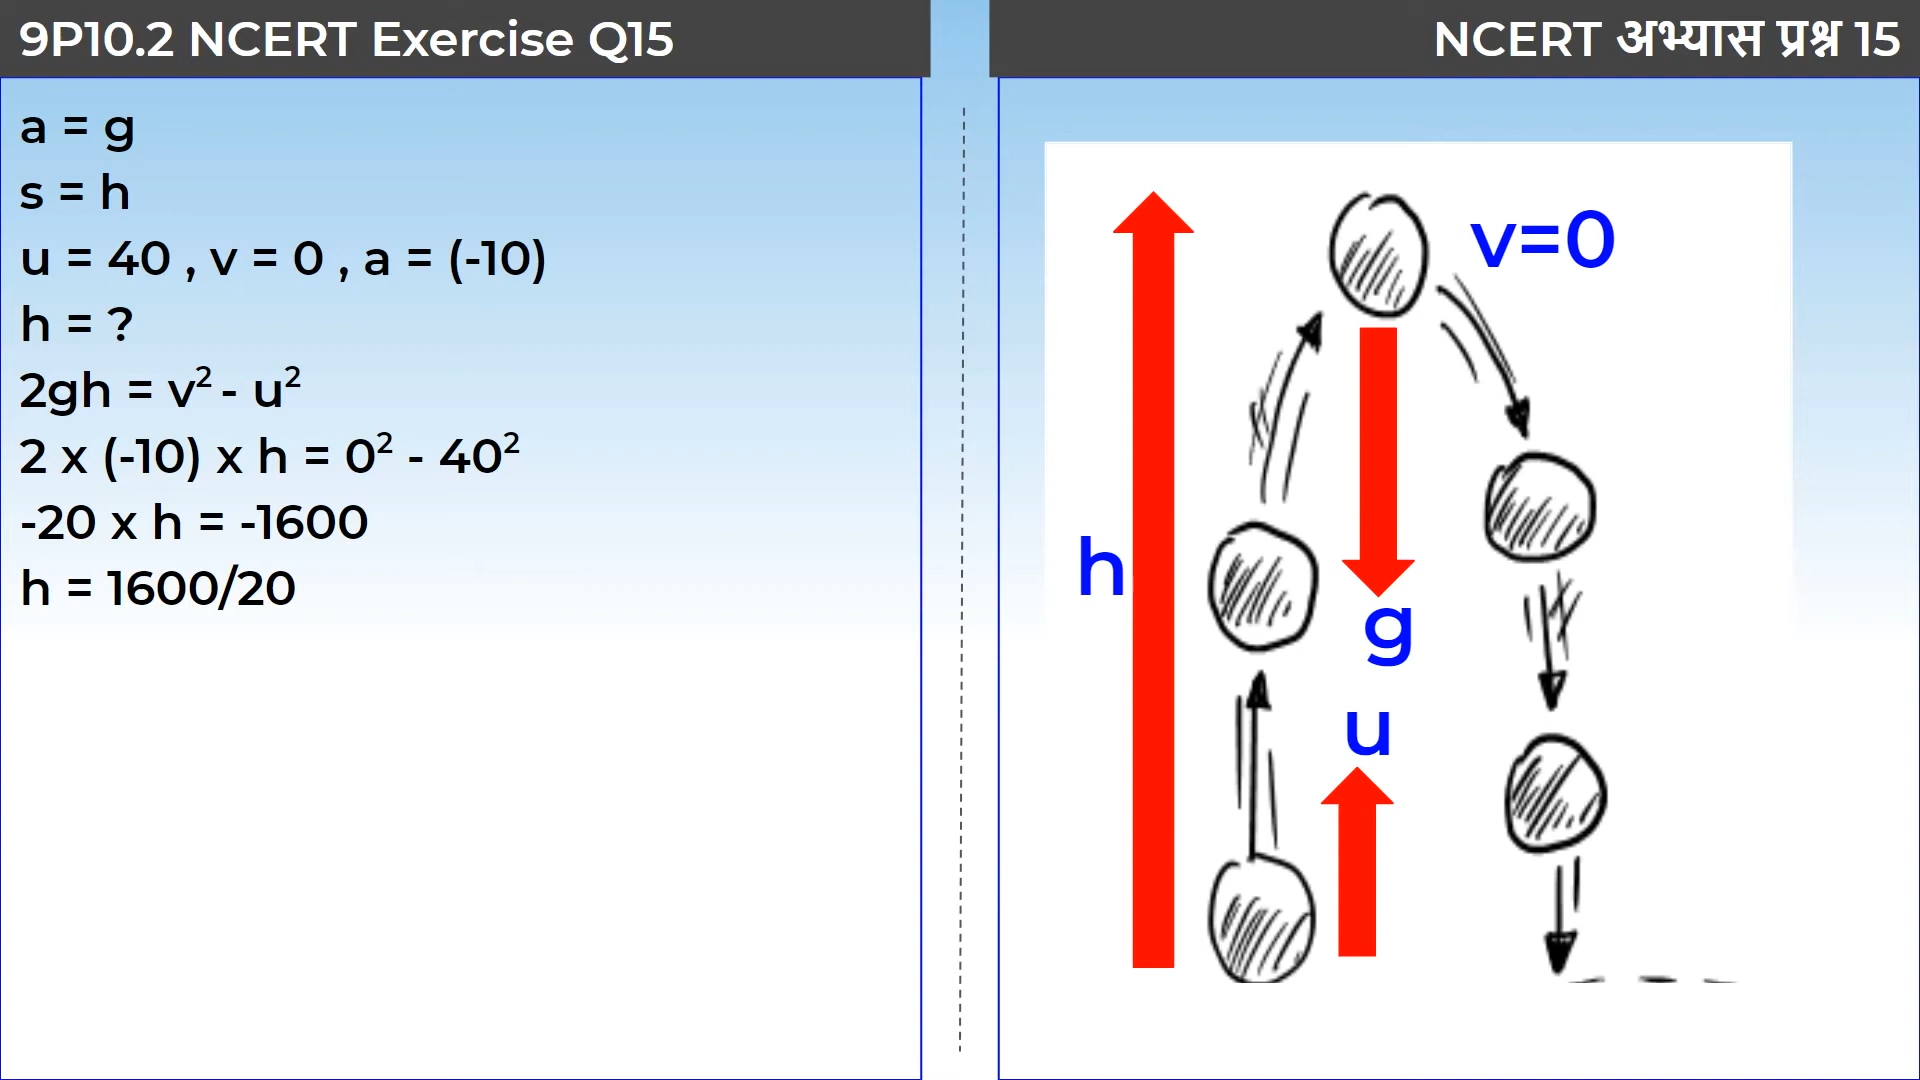 9P10.2 NCERT Exercise Q15
NCERT अभ्यास प्रश्न 15
a = g
s = h
u = 40 , v = 0 , a = (-10)
h = ?
2gh = v² - u²
2 x (-10) x h = 0² - 40²
-20 x h = -1600
h = 1600/20
v=0
h
g
u